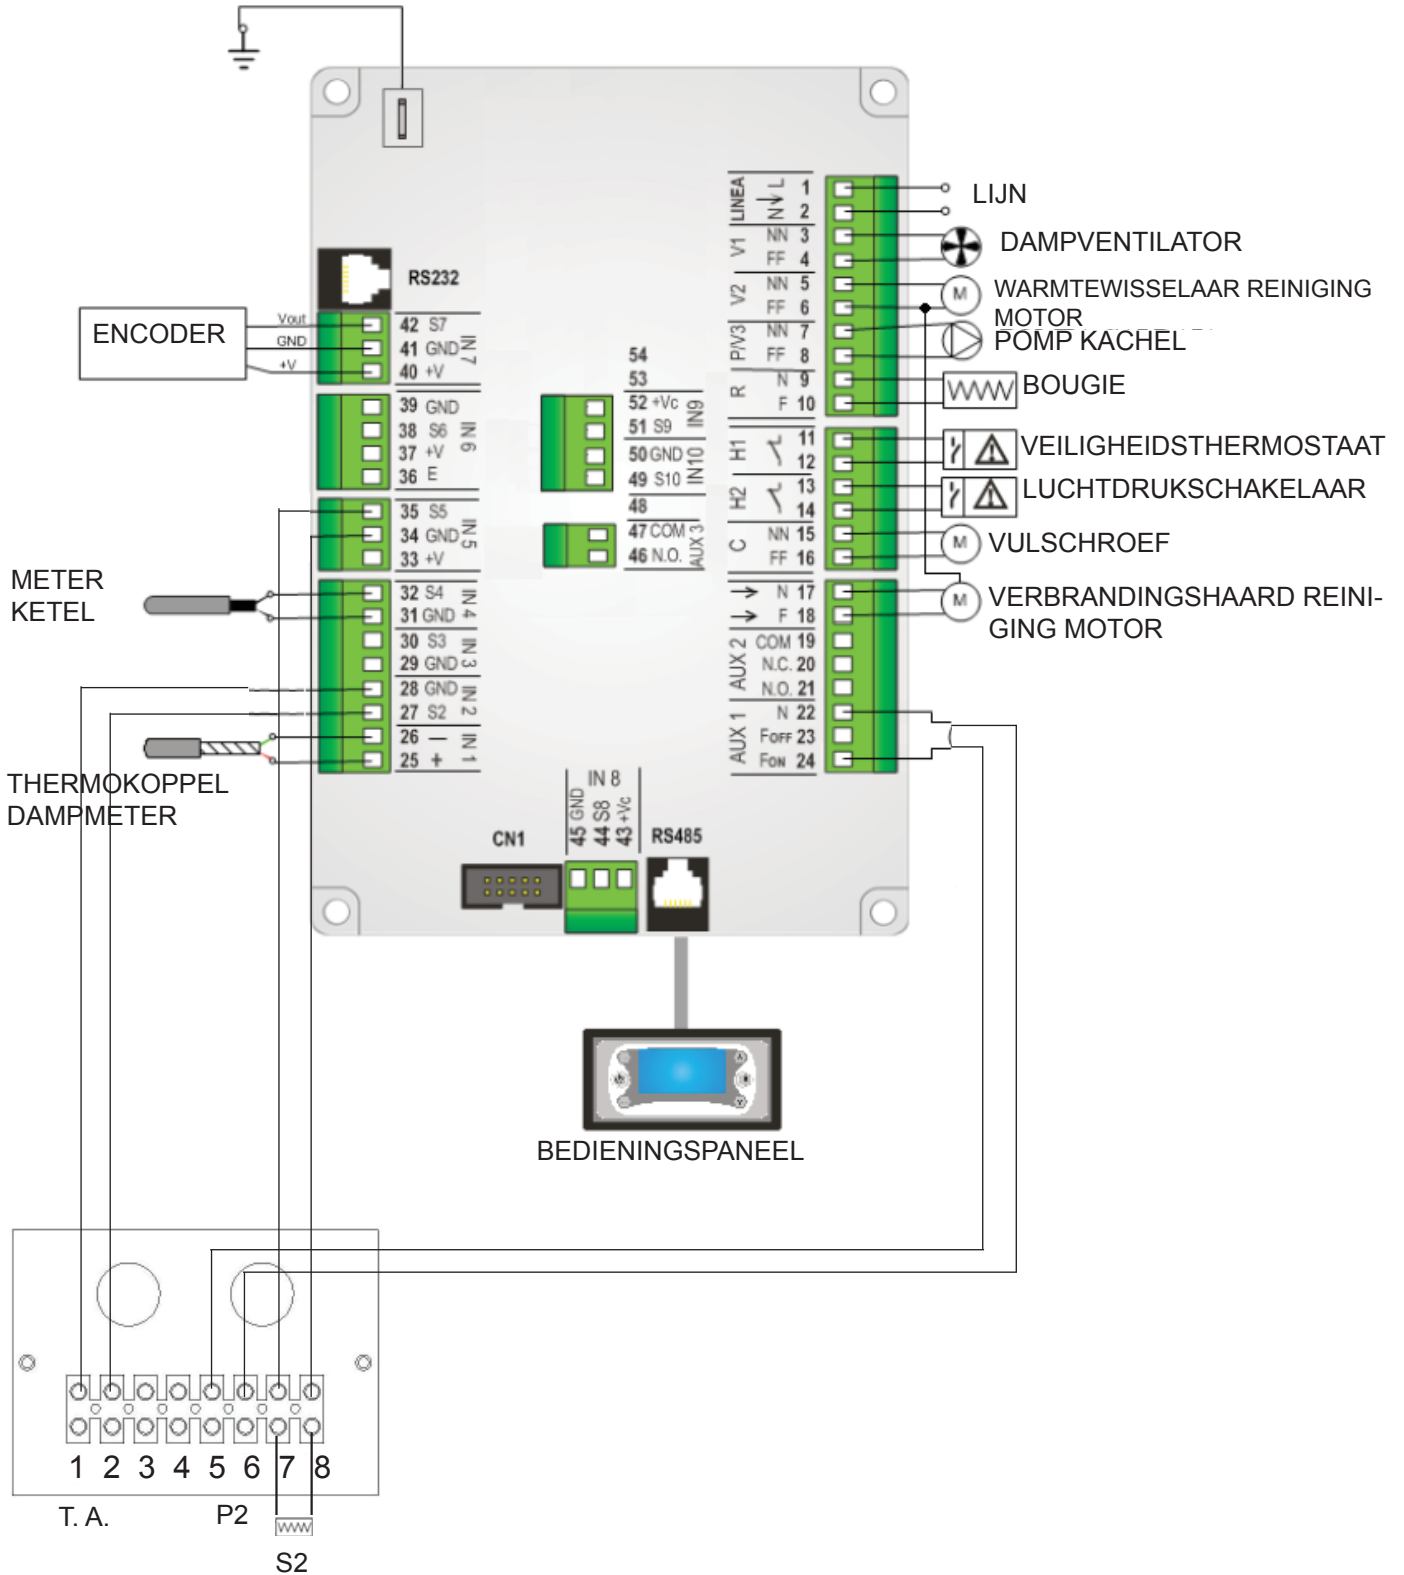 LINEA
L
1
N
2
LIJN
V1
NN 3
FF 4
DAMPVENTILATOR
V2
NN 5
FF 6
WARMTEWISSELAAR REINIGING
MOTOR
P/V3
NN 7
FF 8
POMP KACHEL
R
N 9
F 10
BOUGIE
H1
11
12
VEILIGHEIDSTHERMOSTAAT
H2
13
14
LUCHTDRUKSCHAKELAAR
C
NN 15
FF 16
M
M
M
VULSCHROEF
N 17
F 18
VERBRANDINGSHAARD REINI-
GING MOTOR
AUX 2
COM 19
N.C. 20
N.O. 21
AUX 1
N 22
FOFF 23
FON 24
RS232
ENCODER
Vout
GND
+V
42 S7
41 GND
40 +V
IN 7
39 GND
38 S6
37 +V
36 E
IN 6
35 S5
34 GND
33 +V
IN 5
METER
KETEL
32 S4
31 GND
IN 4
30 S3
29 GND
IN 3
28 GND
27 S2
IN 2
26 —
25 +
IN 1
THERMOKOPPEL
DAMPMETER
54
53
52 +Vc
51 S9
IN9
50 GND
49 S10
IN10
48
47 COM
46 N.O.
AUX 3
IN 8
45 GND
44 S8
43 +Vc
CN1
RS485
BEDIENINGSPANEEL
1 2 3 4 5 6 7 8
T. A.
P2
S2